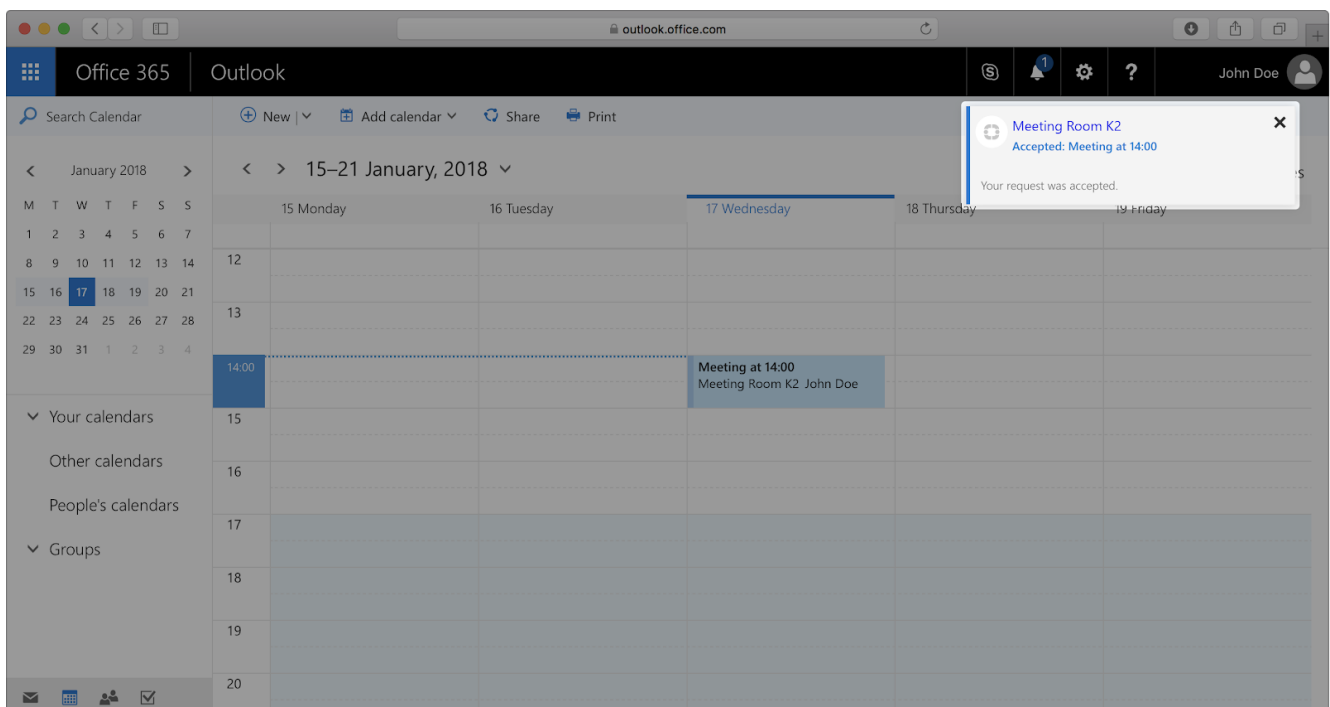 outlook.office.com
Office 365
Outlook
1
?
John Doe
Search Calendar
New
Add calendar
Share
Print
Meeting Room K2
Accepted: Meeting at 14:00
Your request was accepted.
January 2018
15–21 January, 2018
M T W T F S S
1 2 3 4 5 6 7
8 9 10 11 12 13 14
15 16 17 18 19 20 21
22 23 24 25 26 27 28
29 30 31 1 2 3 4
15 Monday
16 Tuesday
17 Wednesday
18 Thursday
19 Friday
12
13
14:00
Meeting at 14:00
Meeting Room K2 John Doe
15
16
17
18
19
20
Your calendars
Other calendars
People's calendars
Groups